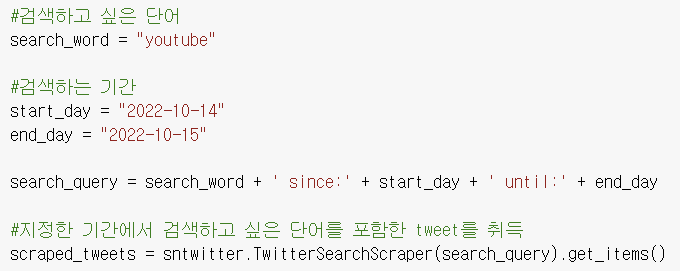 #검색하고 싶은 단어
search_word = "youtube"
#검색하는 기간
start_day = "2022-10-14"
end_day = "2022-10-15"
search_query = search_word + ' since:' + start_day + ' until:' + end_day
#지정한 기간에서 검색하고 싶은 단어를 포함한 tweet를 취득
scraped_tweets = sntwitter.TwitterSearchScraper(search_query).get_items()